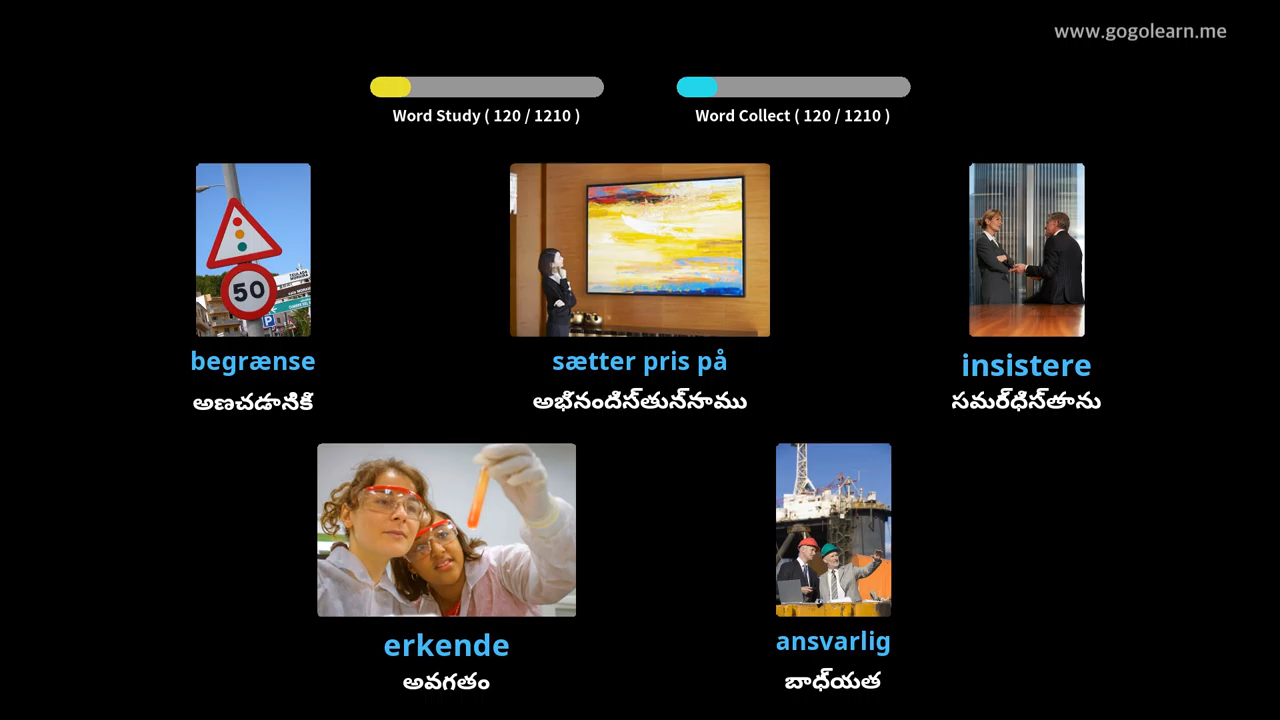 www.gogolearn.me
Word Study ( 120 / 1210 )
Word Collect ( 120 / 1210 )
50
P
begrænse
sætter pris på
insistere
అణచడానికి
అభినందిస్‌తున్‌నాము
సమర్‌ధిస్‌తాను
erkende
ansvarlig
అవగతం
బాధ్‌యత